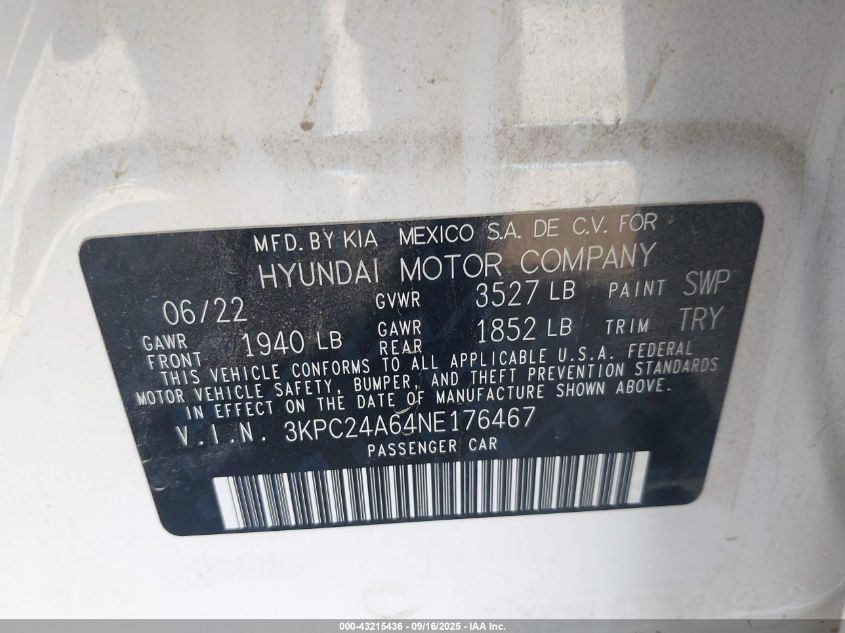 MFD. BY KIA MEXICO S.A. DE C.V. FOR
HYUNDAI MOTOR COMPANY
06/22 GVWR 3527 LB PAINT SWP
GAWR FRONT 1940 LB GAWR REAR 1852 LB TRIM TRY
THIS VEHICLE CONFORMS TO ALL APPLICABLE U.S.A. FEDERAL
MOTOR VEHICLE SAFETY, BUMPER, AND THEFT PREVENTION STANDARDS
IN EFFECT ON THE DATE OF MANUFACTURE SHOWN ABOVE.
V.I.N. 3KPC24A64NE176467
PASSENGER CAR
000-43215436 - 09/16/2025 - IAA Inc.